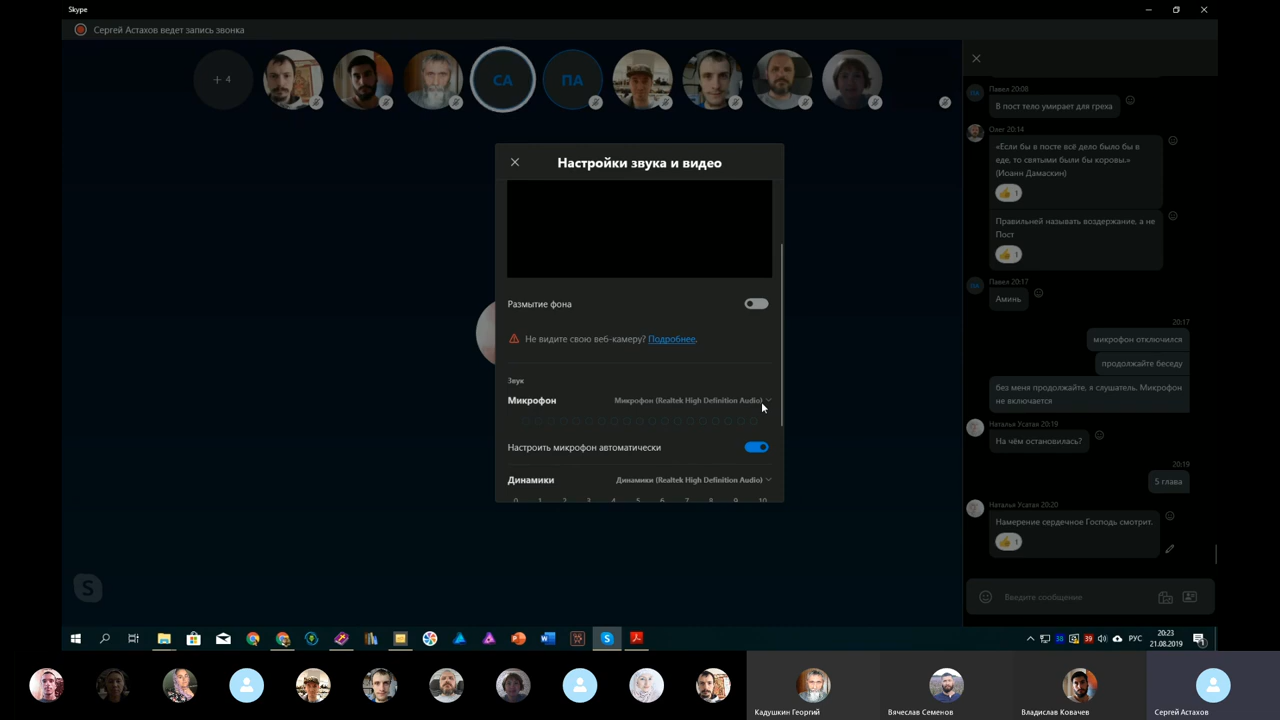 Skype
Сергей Астахов ведет запись звонка
+ 4
СА
ПА
Настройки звука и видео
Размытие фона
Не видите свою веб-камеру? Подробнее.
Звук
Микрофон
Микрофон (Realtek High Definition Audio)
Настроить микрофон автоматически
Динамики
Динамики (Realtek High Definition Audio)
0 1 2 3 4 5 6 7 8 9 10
ПА
Павел 20:08
В пост тело умирает для греха
Олег 20:14
«Если бы в посте всё дело было бы в
еде, то святыми были бы коровы.»
(Иоанн Дамаскин)
1
Правильней называть воздержание, а не
Пост
1
ПА
Павел 20:17
Аминь
20:17
микрофон отключился
продолжайте беседу
без меня продолжайте, я слушатель. Микрофон
не включается
Наталья Усатая 20:19
На чём остановилась?
20:19
5 глава
Наталья Усатая 20:20
Намерение сердечное Господь смотрит.
1
Введите сообщение
S
38
39
РУС
20:23
21.08.2019
1
Кадушкин Георгий
Вячеслав Семенов
Владислав Ковачев
Сергей Астахов